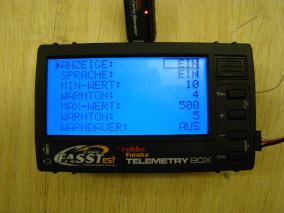 ANZEIGE: EIN
SPRACHE: EIN
MIN-WERT: 10
WARNTON: 4
MAX-WERT: 500
WARNTON: 5
WARNDAUER: AUS
FASSTest
robbe
Futaba
TELEMETRY BOX